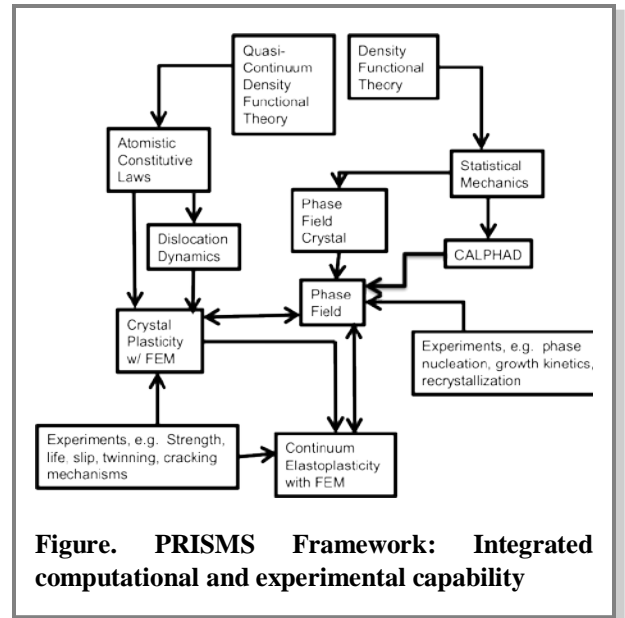 Quasi-
Continuum
Density
Functional
Theory
Density
Functional
Theory
Atomistic
Constitutive
Laws
Statistical
Mechanics
Phase
Field
Crystal
Dislocation
Dynamics
CALPHAD
Phase
Field
Crystal
Plasticity
w/ FEM
Experiments, e.g. phase
nucleation, growth kinetics,
recrystallization
Experiments, e.g. Strength,
life, slip, twinning, cracking
mechanisms
Continuum
Elastoplasticity
with FEM
Figure. PRISMS Framework: Integrated
computational and experimental capability